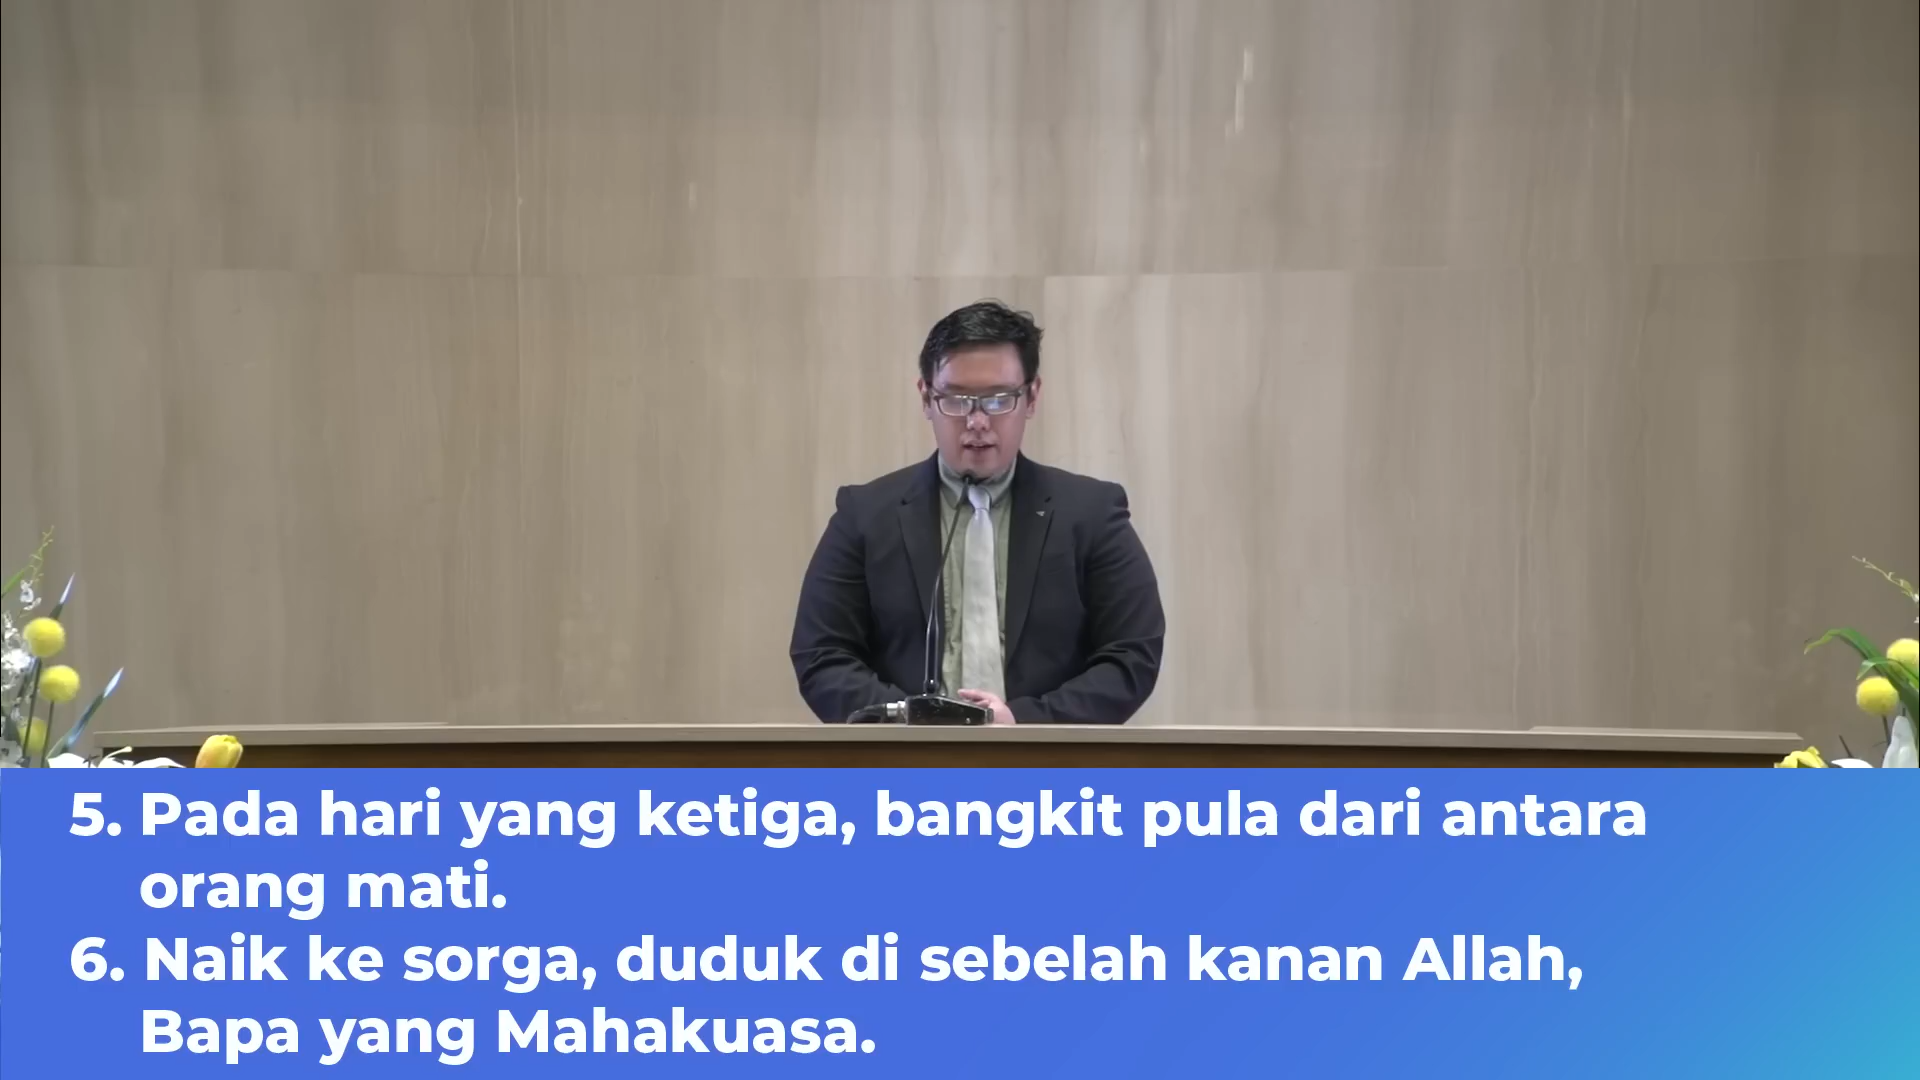 5. Pada hari yang ketiga, bangkit pula dari antara
orang mati.
6. Naik ke sorga, duduk di sebelah kanan Allah,
Bapa yang Mahakuasa.